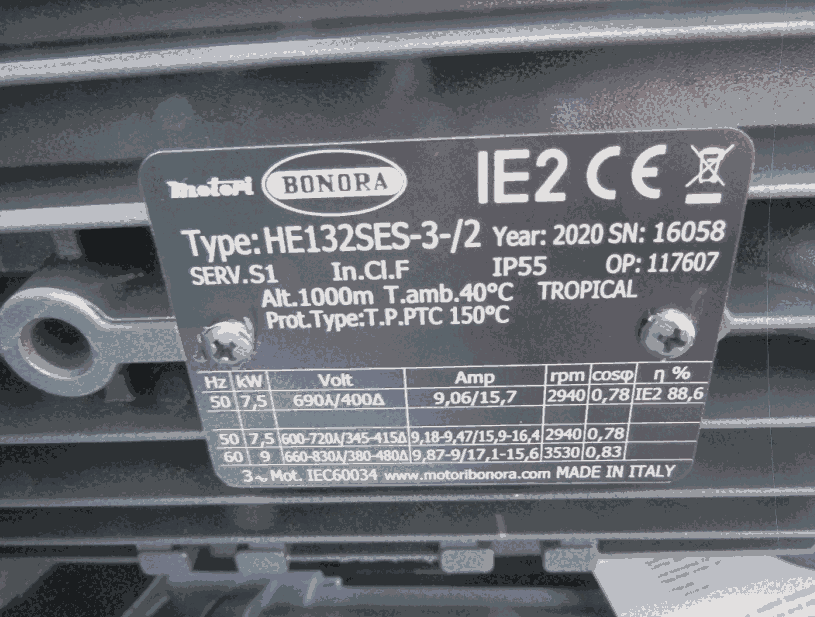 motori BONORA IE2 CE
Type: HE132SES-3-/2 Year: 2020 SN: 16058
SERV.S1 In.Cl.F IP55 OP: 117607
Alt.1000m T.amb.40°C TROPICAL
Prot.Type:T.P.PTC 150°C
Hz kW Volt Amp rpm cosφ η %
50 7,5 690⅄/400Δ 9,06/15,7 2940 0,78 IE2 88,6
50 7,5 600-720⅄/345-415Δ 9,18-9,47/15,9-16,4 2940 0,78
60 9 660-830⅄/380-480Δ 9,87-9/17,1-15,6 3530 0,83
3~Mot. IEC60034 www.motoribonora.com MADE IN ITALY